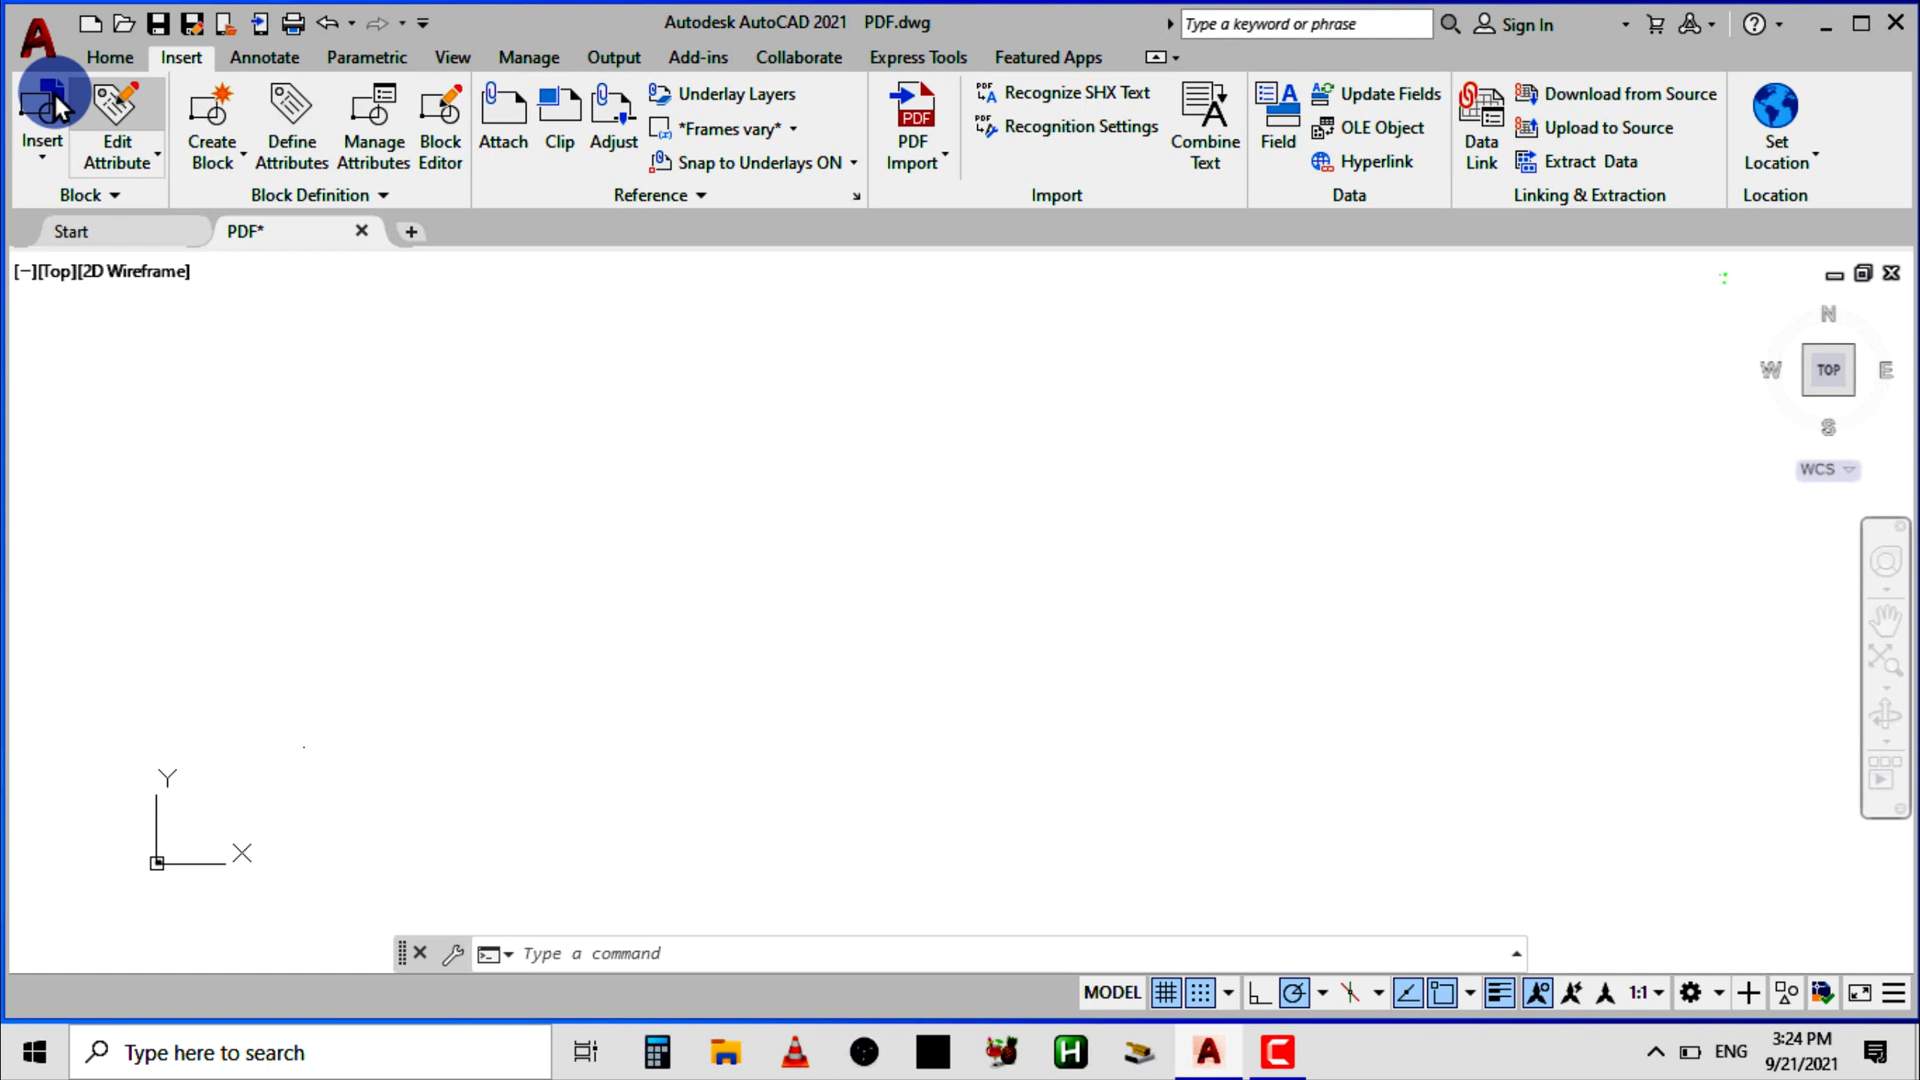 Autodesk AutoCAD 2021 PDF.dwg
Type a keyword or phrase
Sign In
Home Insert Annotate Parametric View Manage Output Add-ins Collaborate Express Tools Featured Apps
Insert
Edit
Attribute
Block
Create
Block
Define
Attributes
Manage
Attributes
Block
Editor
Block Definition
Attach
Clip
Adjust
Underlay Layers
*Frames vary*
Snap to Underlays ON
Reference
PDF
PDF
Import
Recognize SHX Text
Recognition Settings
Combine
Text
Import
Field
Update Fields
OLE Object
Hyperlink
Data
Data
Link
Download from Source
Upload to Source
Extract Data
Linking & Extraction
Set
Location
Location
Start
PDF*
[−][Top][2D Wireframe]
N
W TOP E
S
WCS
Y
X
Type a command
MODEL
1:1
Type here to search
ENG
3:24 PM
9/21/2021